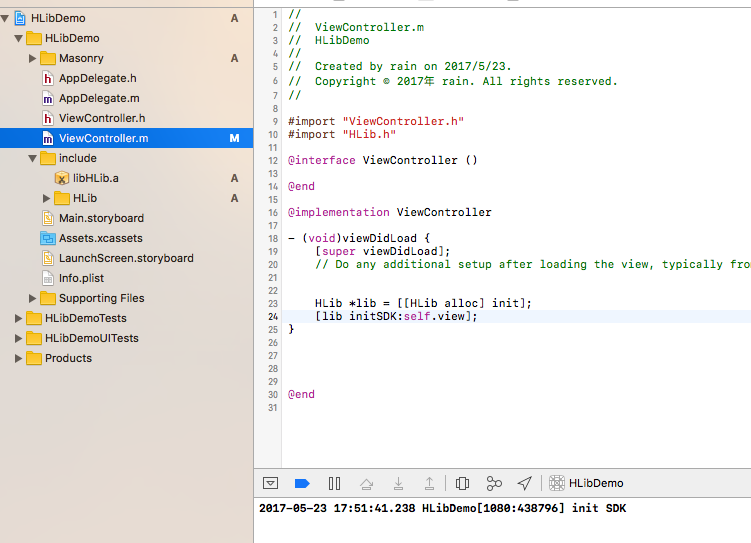 HLibDemo A
HLibDemo
Masonry A
h AppDelegate.h
m AppDelegate.m
h ViewController.h
m ViewController.m M
include
libHLib.a A
HLib A
Main.storyboard
Assets.xcassets
LaunchScreen.storyboard
Info.plist
Supporting Files
HLibDemoTests
HLibDemoUITests
Products
1 //
2 //  ViewController.m
3 //  HLibDemo
4 //
5 //  Created by rain on 2017/5/23.
6 //  Copyright © 2017年 rain. All rights reserved.
7 //
8
9 #import "ViewController.h"
10 #import "HLib.h"
11
12 @interface ViewController ()
13
14 @end
15
16 @implementation ViewController
17
18 - (void)viewDidLoad {
19     [super viewDidLoad];
20     // Do any additional setup after loading the view, typically fro
21
22
23     HLib *lib = [[HLib alloc] init];
24     [lib initSDK:self.view];
25 }
26
27
28
29
30 @end
31
HLibDemo
2017-05-23 17:51:41.238 HLibDemo[1080:438796] init SDK